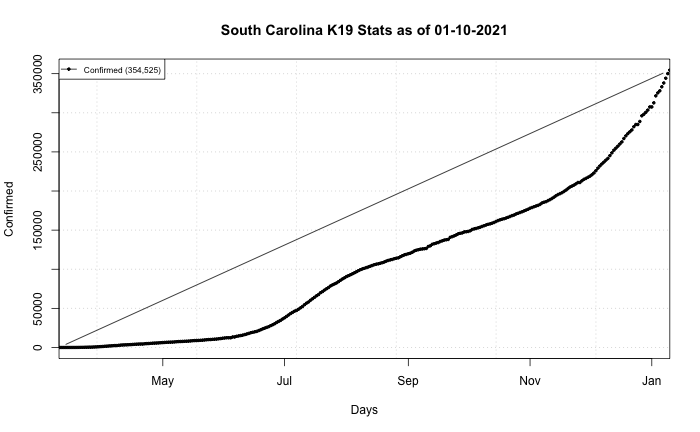 South Carolina K19 Stats as of 01-10-2021
Confirmed (354,525)
350000
250000
150000
50000
0
Confirmed
May Jul Sep Nov Jan
Days